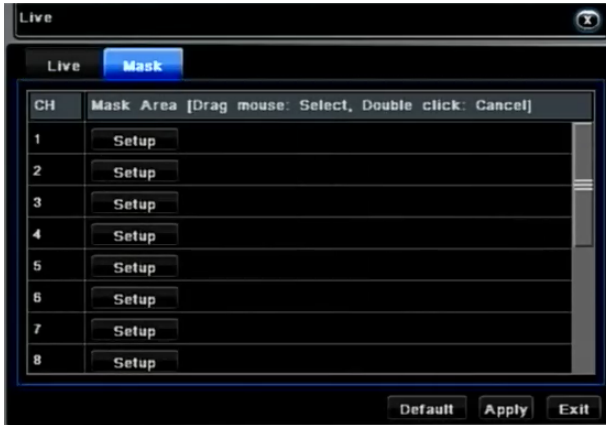 Live
Live Mask
CH Mask Area [Drag mouse: Select, Double click: Cancel]
1 Setup
2 Setup
3 Setup
4 Setup
5 Setup
6 Setup
7 Setup
8 Setup
Default Apply Exit